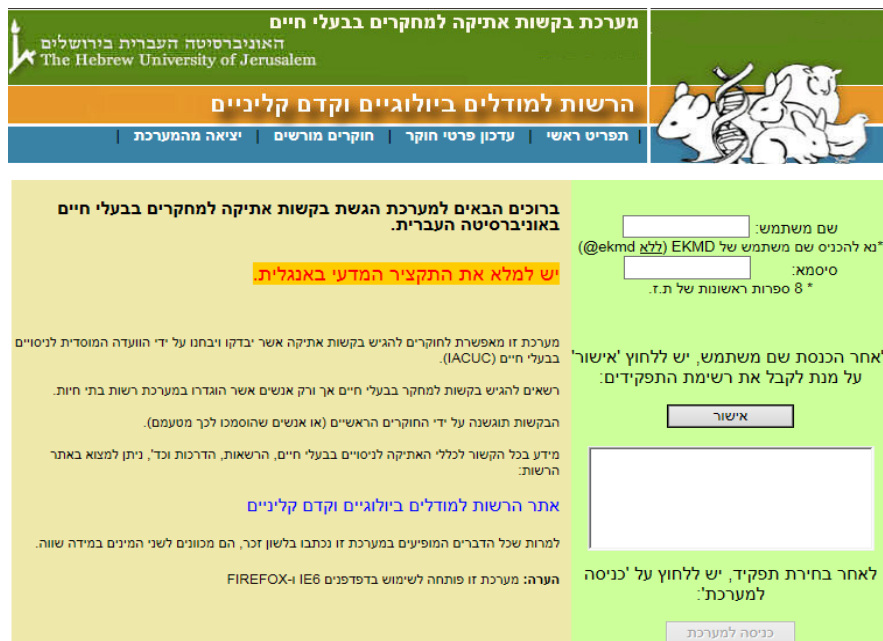 מערכת בקשות אתיקה למחקרים בבעלי חיים
האוניברסיטה העברית בירושלים
The Hebrew University of Jerusalem
הרשות למודלים ביולוגיים וקדם קליניים
| תפריט ראשי | עדכון פרטי חוקר | חוקרים מורשים | יציאה מהמערכת |
שם משתמש:
*נא להכניס שם משתמש של EKMD (ללא ekmd@)
סיסמא:
* 8 ספרות ראשונות של ת.ז.
לאחר הכנסת שם משתמש, יש ללחוץ 'אישור'
על מנת לקבל את רשימת התפקידים:
אישור
לאחר בחירת תפקיד, יש ללחוץ על 'כניסה
למערכת':
כניסה למערכת
ברוכים הבאים למערכת הגשת בקשות אתיקה למחקרים בבעלי חיים
באוניברסיטה העברית.
יש למלא את התקציר המדעי באנגלית.
מערכת זו מאפשרת לחוקרים להגיש בקשות אתיקה אשר יבדקו ויבחנו על ידי הוועדה המוסדית לניסויים
בבעלי חיים (IACUC).
רשאים להגיש בקשות למחקר בבעלי חיים אך ורק אנשים אשר הוגדרו במערכת רשות בתי חיות.
הבקשות תוגשנה על ידי החוקרים הראשיים (או אנשים שהוסמכו לכך מטעמם).
מידע בכל הקשור לכללי האתיקה לניסויים בבעלי חיים, הרשאות, הדרכות וכד', ניתן למצוא באתר
הרשות:
אתר הרשות למודלים ביולוגיים וקדם קליניים
למרות שכל הדברים המופיעים במערכת זו נכתבו בלשון זכר, הם מכוונים לשני המינים במידה שווה.
הערה: מערכת זו פותחה לשימוש בדפדפנים IE6 ו-FIREFOX